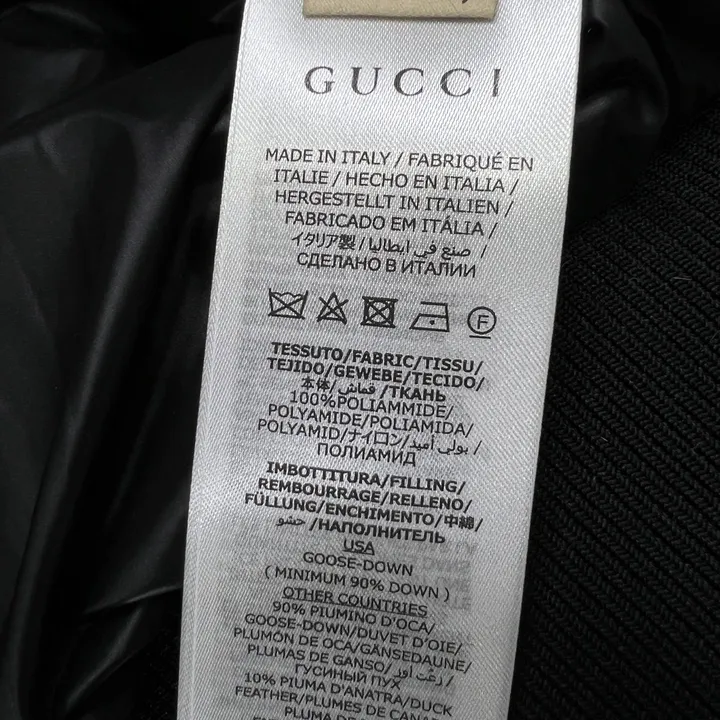 GUCCI
MADE IN ITALY / FABRIQUÉ EN
ITALIE / HECHO EN ITALIA /
HERGESTELLT IN ITALIEN /
FABRICADO EM ITÁLIA /
イタリア製 / صنع في ايطاليا /
СДЕЛАНО В ИТАЛИИ
F
TESSUTO/FABRIC/TISSU/
TEJIDO/GEWEBE/TECIDO/
本体/ قماش /ТКАНЬ
100%POLIAMMIDE/
POLYAMIDE/POLIAMIDA/
POLYAMID/ナイロン/بولي أميد /
ПОЛИАМИД
IMBOTTITURA/FILLING/
REMBOURRAGE/RELLENO/
FÜLLUNG/ENCHIMENTO/中綿/
حشو /НАПОЛНИТЕЛЬ
USA
GOOSE-DOWN
( MINIMUM 90% DOWN )
OTHER COUNTRIES
90% PIUMINO D'OCA/
GOOSE-DOWN/DUVET D'OIE/
PLUMÓN DE OCA/GÄNSEDAUNE/
PLUMAS DE GANSO/ زغب أوز /
ГУСИНЫЙ ПУХ
10% PIUMA D'ANATRA/DUCK
FEATHER/PLUMES DE CANAR
PLUMA DE